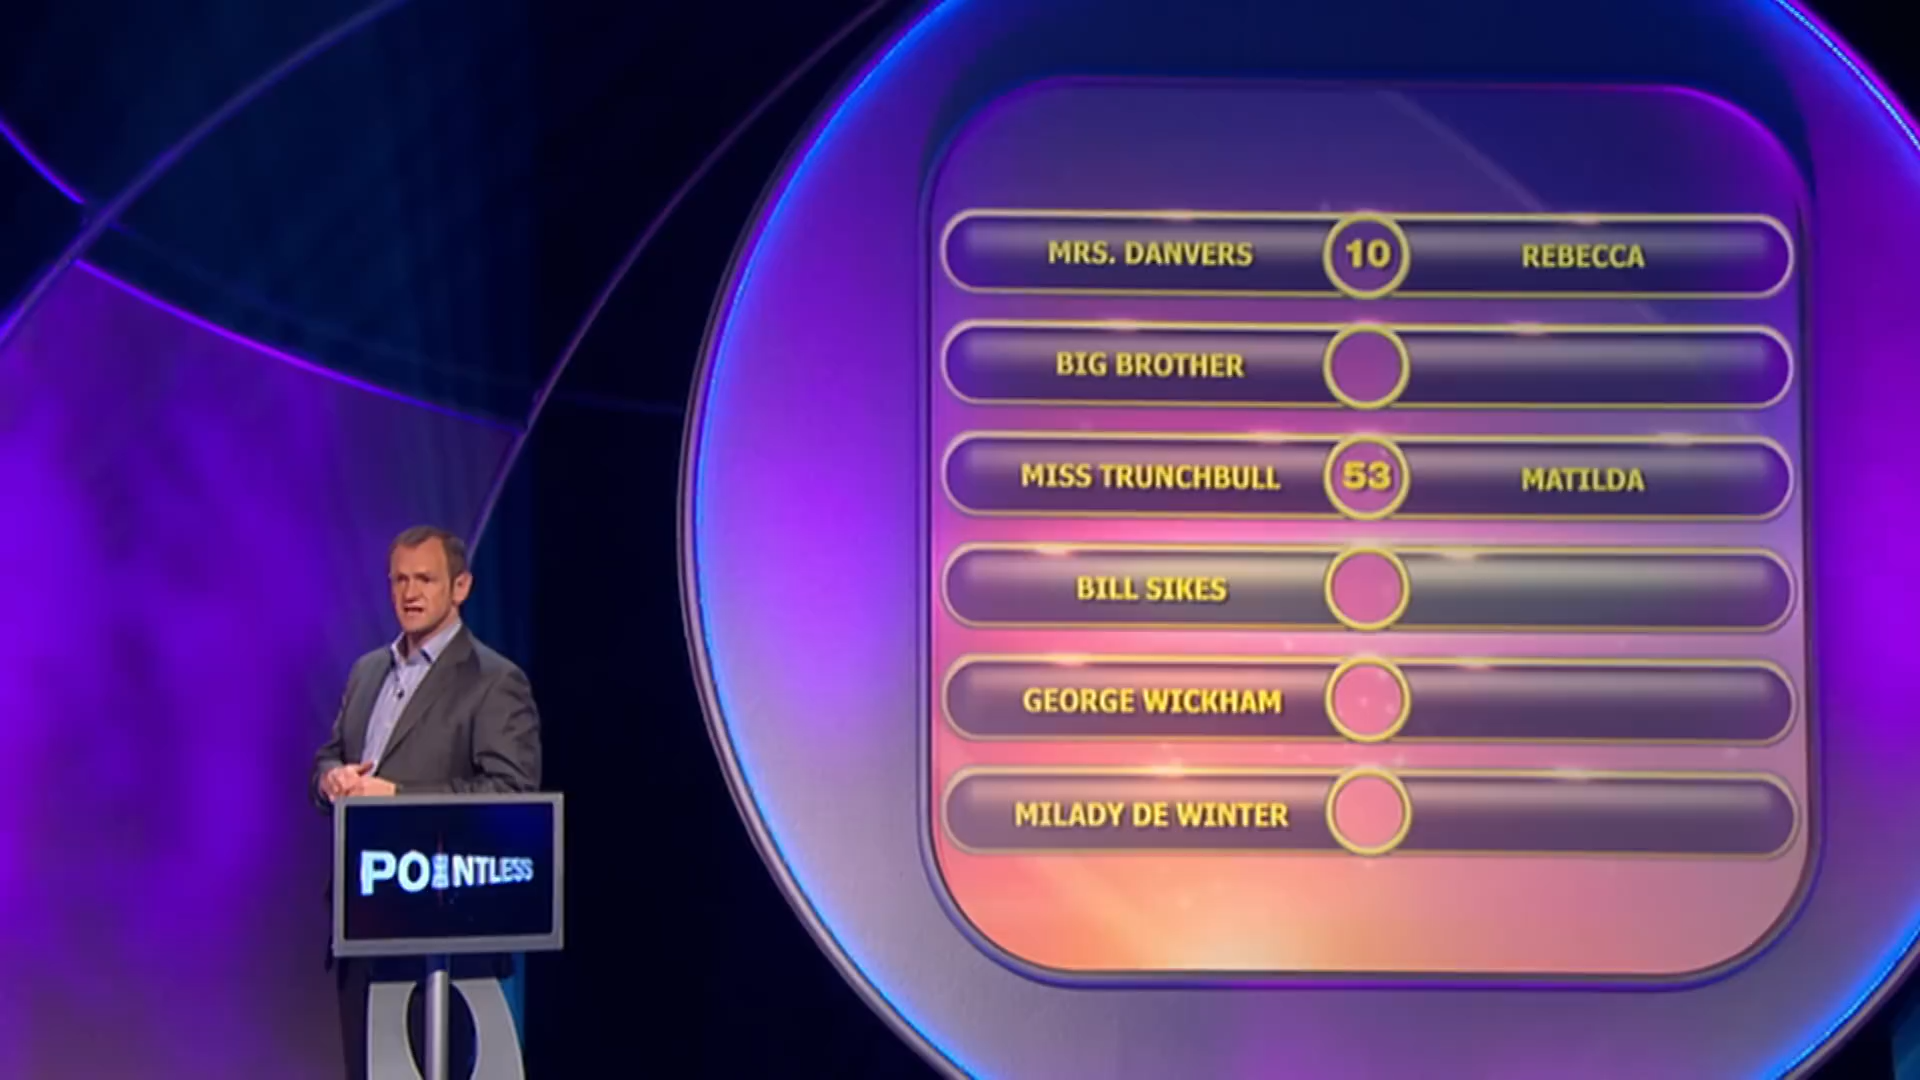 MRS. DANVERS 10 REBECCA
BIG BROTHER
MISS TRUNCHBULL 53 MATILDA
BILL SIKES
GEORGE WICKHAM
MILADY DE WINTER
POINTLESS